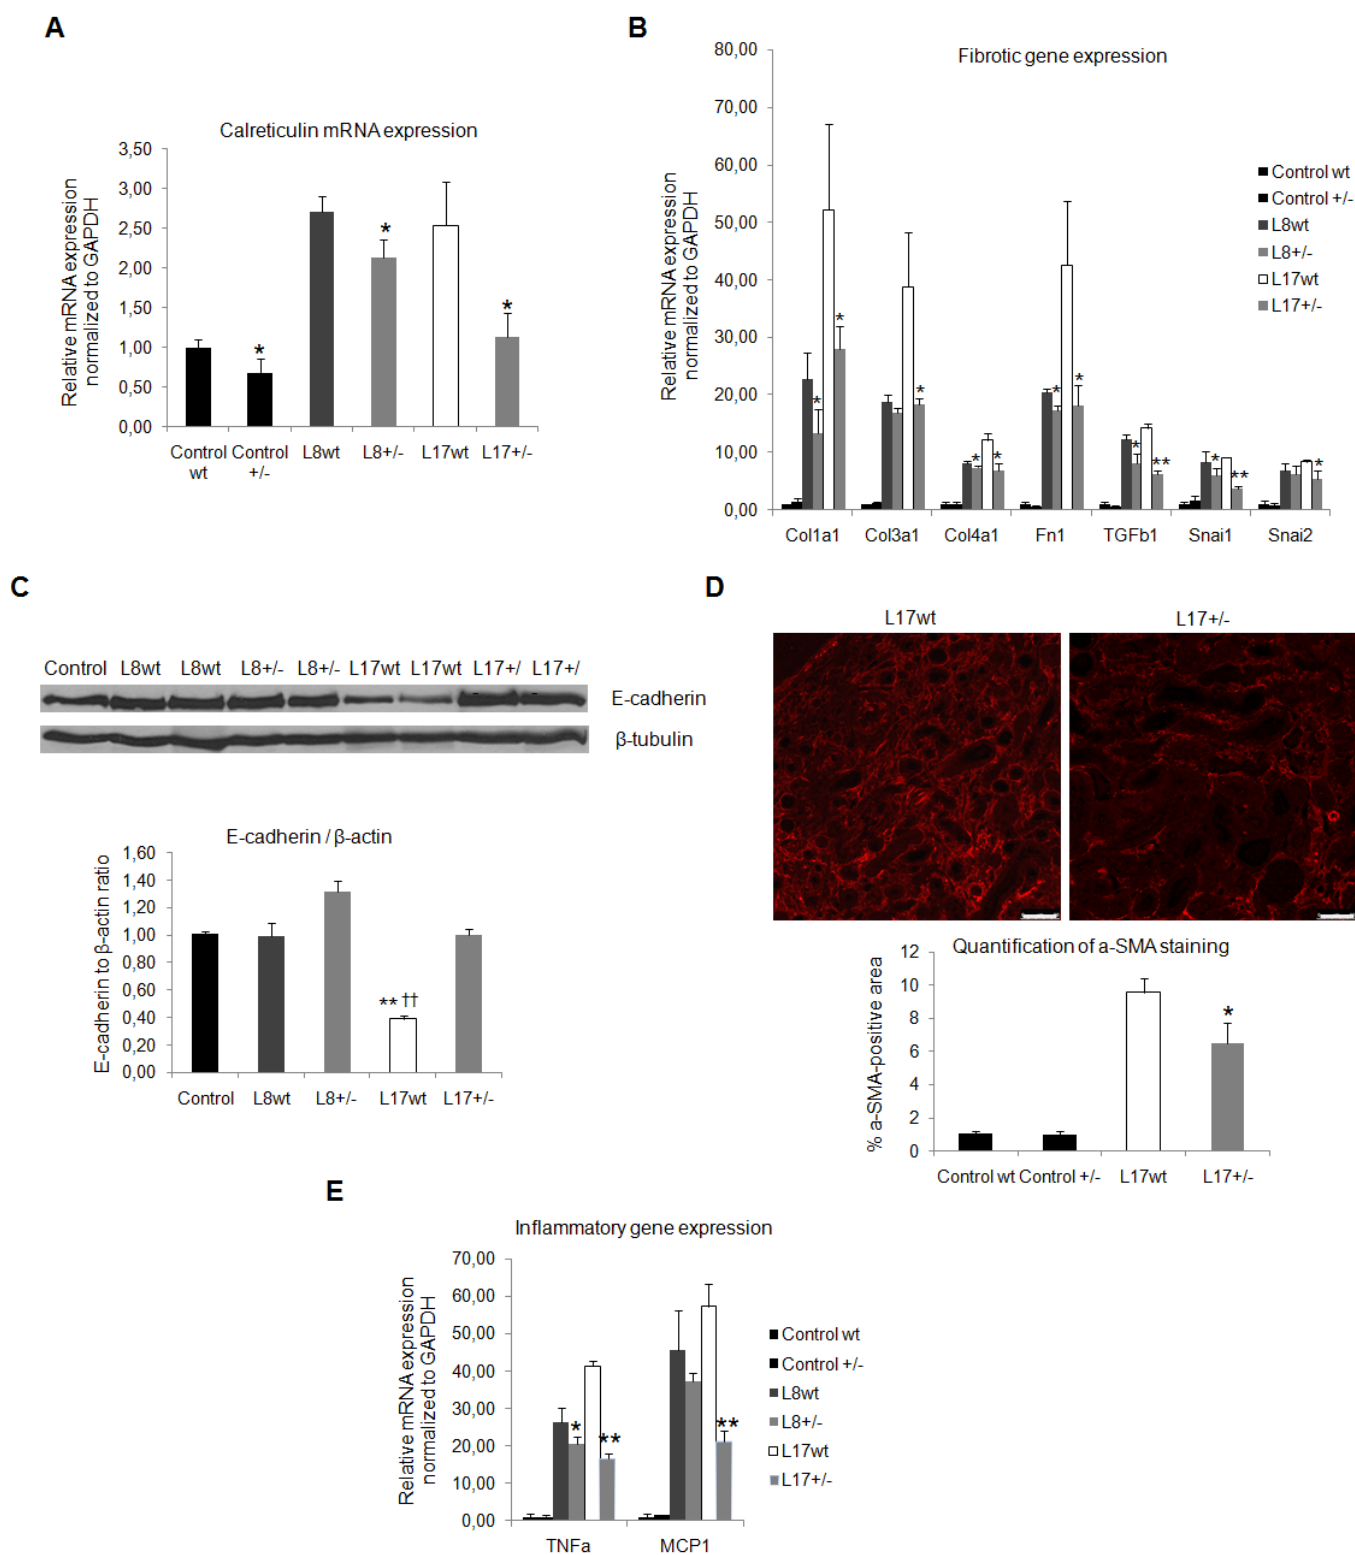 A
Calreticulin mRNA expression
Relative mRNA expression
normalized to GAPDH
3,50
3,00
2,50
2,00
1,50
1,00
0,50
0,00
*
*
*
Control wt
Control +/-
L8wt
L8+/-
L17wt
L17+/-
B
Fibrotic gene expression
Relative mRNA expression
normalized to GAPDH
80,00
70,00
60,00
50,00
40,00
30,00
20,00
10,00
0,00
* * * * * * * * * ** * ** *
Col1a1 Col3a1 Col4a1 Fn1 TGFb1 Snai1 Snai2
Control wt
Control +/-
L8wt
L8+/-
L17wt
L17+/-
C
Control L8wt L8wt L8+/- L8+/- L17wt L17wt L17+/ L17+/
E-cadherin
β-tubulin
E-cadherin / β-actin
E-cadherin to β-actin ratio
1,60
1,40
1,20
1,00
0,80
0,60
0,40
0,20
0,00
** ††
Control L8wt L8+/- L17wt L17+/-
D
L17wt L17+/-
Quantification of a-SMA staining
% a-SMA-positive area
12
10
8
6
4
2
0
*
Control wt Control +/- L17wt L17+/-
E
Inflammatory gene expression
Relative mRNA expression
normalized to GAPDH
70,00
60,00
50,00
40,00
30,00
20,00
10,00
0,00
* ** **
TNFa MCP1
Control wt
Control +/-
L8wt
L8+/-
L17wt
L17+/-